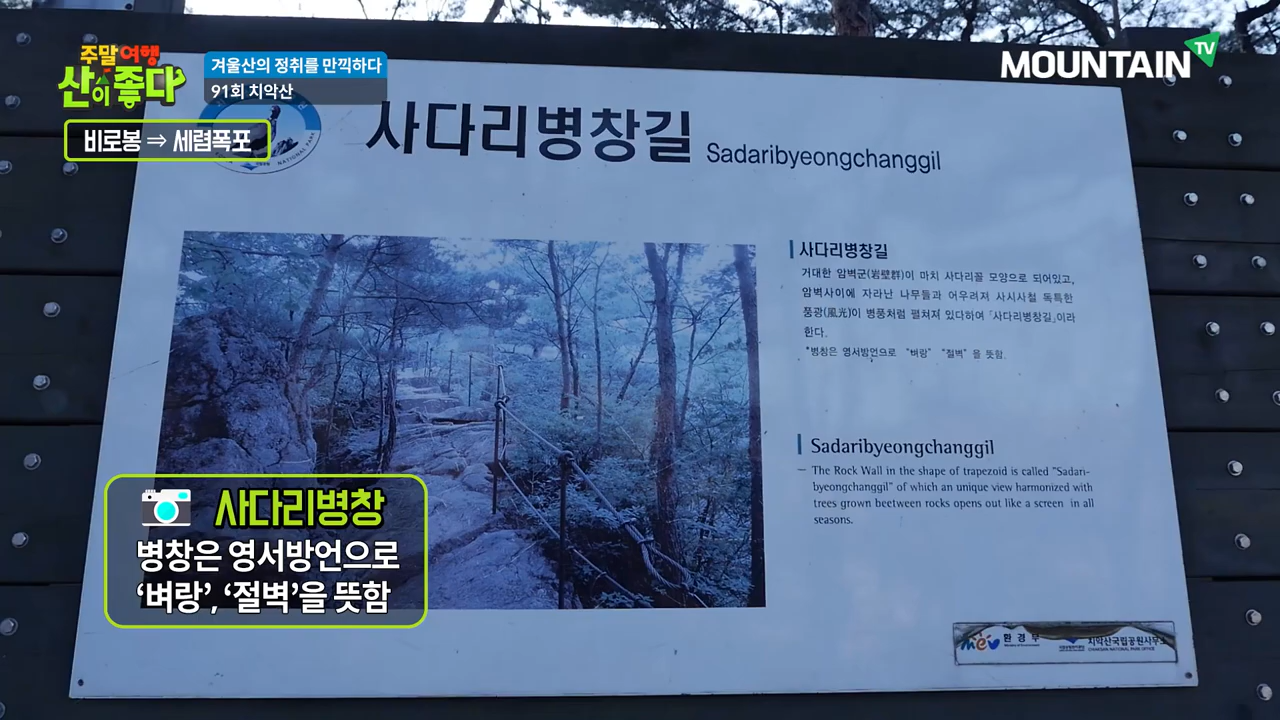 주말여행
산이 좋다
겨울산의 정취를 만끽하다
91회 치악산
비로봉 ⇒ 세렴폭포
MOUNTAIN TV
NATIONAL PARK
사다리병창길 Sadaribyeongchanggil
사다리병창길
거대한 암벽군(岩壁群)이 마치 사다리꼴 모양으로 되어있고,
암벽사이에 자라난 나무들과 어우러져 사시사철 독특한
풍광(風光)이 병풍처럼 펼쳐져 있다하여 「사다리병창길」이라
한다.
*병창은 영서방언으로 “벼랑” “절벽” 을 뜻함.
Sadaribyeongchanggil
The Rock Wall in the shape of trapezoid is called "Sadari-
byeongchanggil" of which an unique view harmonized with
trees grown beetween rocks opens out like a screen in all
seasons.
사다리병창
병창은 영서방언으로
‘벼랑’, ‘절벽’을 뜻함
mev 환경부
Ministry of Environment
치악산국립공원사무소
CHIAKSAN NATIONAL PARK OFFICE